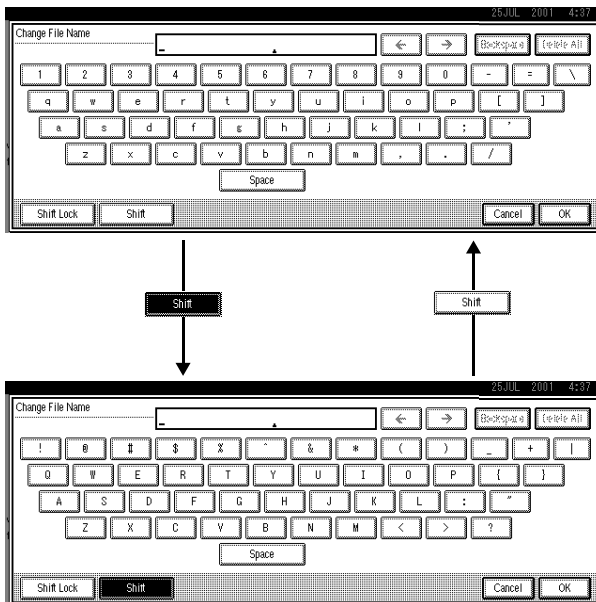 25JUL 2001 4:37
Change File Name
← → Backspace Delete All
1 2 3 4 5 6 7 8 9 0 - = \
q w e r t y u i o p [ ]
a s d f g h j k l ; '
z x c v b n m , . /
Space
Shift Lock Shift Cancel OK
Shift Shift
25JUL 2001 4:37
Change File Name
← → Backspace Delete All
! @ # $ % ^ & * ( ) _ + |
Q W E R T Y U I O P { }
A S D F G H J K L : "
Z X C V B N M < > ?
Space
Shift Lock Shift Cancel OK